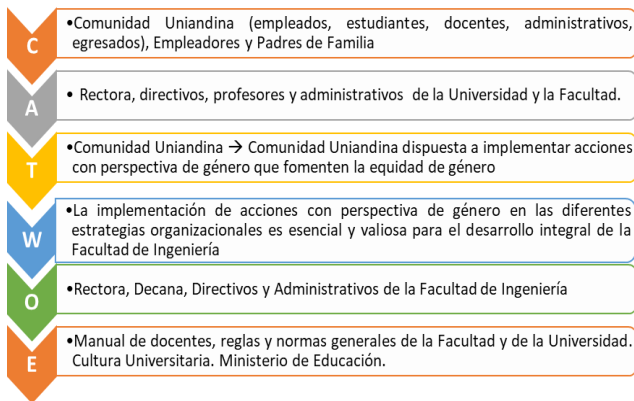 C
•Comunidad Uniandina (empleados, estudiantes, docentes, administrativos,
egresados), Empleadores y Padres de Familia
A
• Rectora, directivos, profesores y administrativos de la Universidad y la Facultad.
T
•Comunidad Uniandina → Comunidad Uniandina dispuesta a implementar acciones
con perspectiva de género que fomenten la equidad de género
W
•La implementación de acciones con perspectiva de género en las diferentes
estrategias organizacionales es esencial y valiosa para el desarrollo integral de la
Facultad de Ingeniería
O
•Rectora, Decana, Directivos y Administrativos de la Facultad de Ingeniería
E
•Manual de docentes, reglas y normas generales de la Facultad y de la Universidad.
Cultura Universitaria. Ministerio de Educación.